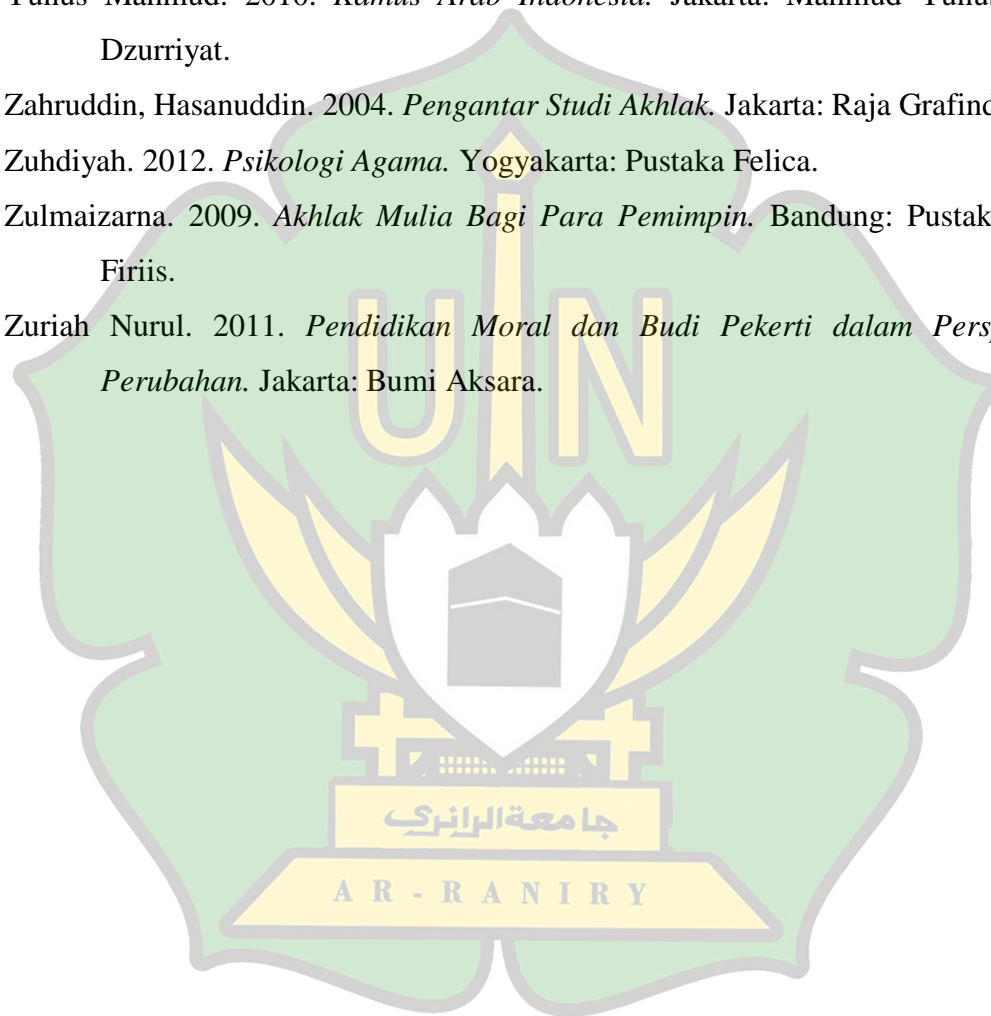 Dzurriyat.
Zahruddin, Hasanuddin. 2004. Pengantar Studi Akhlak. Jakarta: Raja Grafind
Zuhdiyah. 2012. Psikologi Agama. Yogyakarta: Pustaka Felica.
Zulmaizarna. 2009. Akhlak Mulia Bagi Para Pemimpin. Bandung: Pustak
Firiis.
Zuriah Nurul. 2011. Pendidikan Moral dan Budi Pekerti dalam Pers
Perubahan. Jakarta: Bumi Aksara.
UIN
جامعة الرانري
AR-RANIRY